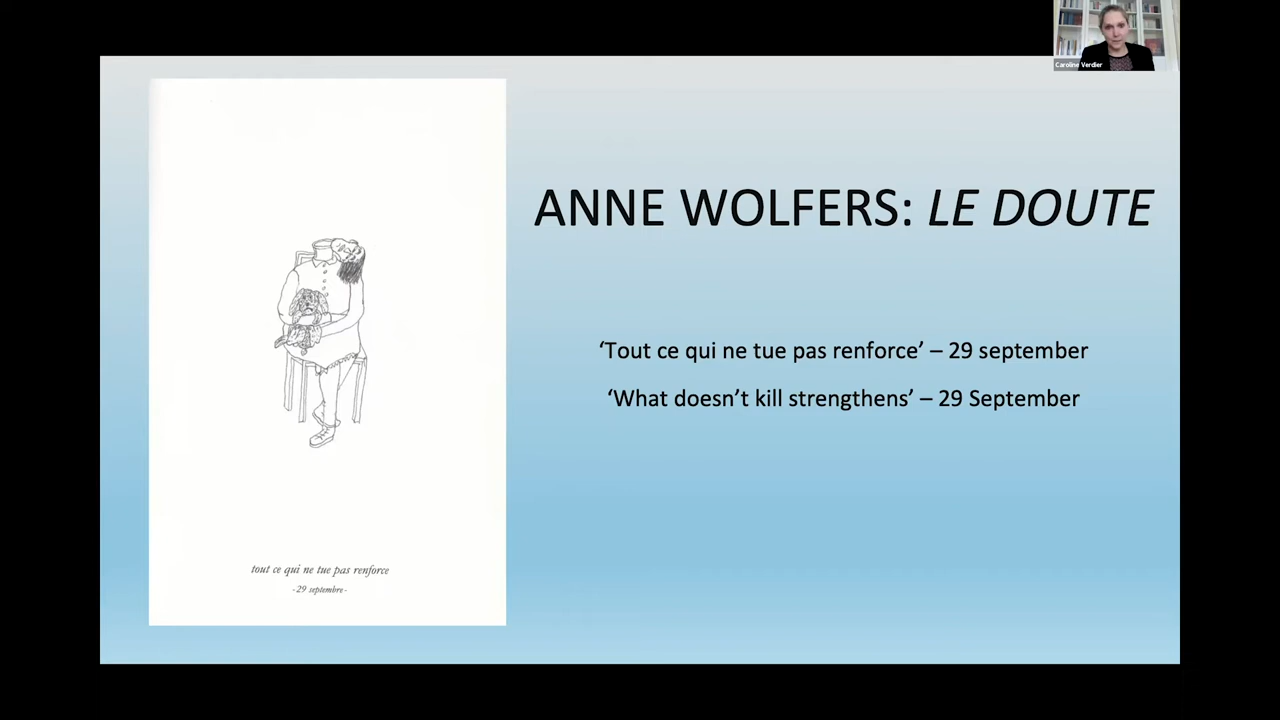 Caroline Verdier
ANNE WOLFERS: LE DOUTE
‘Tout ce qui ne tue pas renforce’ – 29 september
‘What doesn’t kill strengthens’ – 29 September
tout ce qui ne tue pas renforce
-29 septembre-